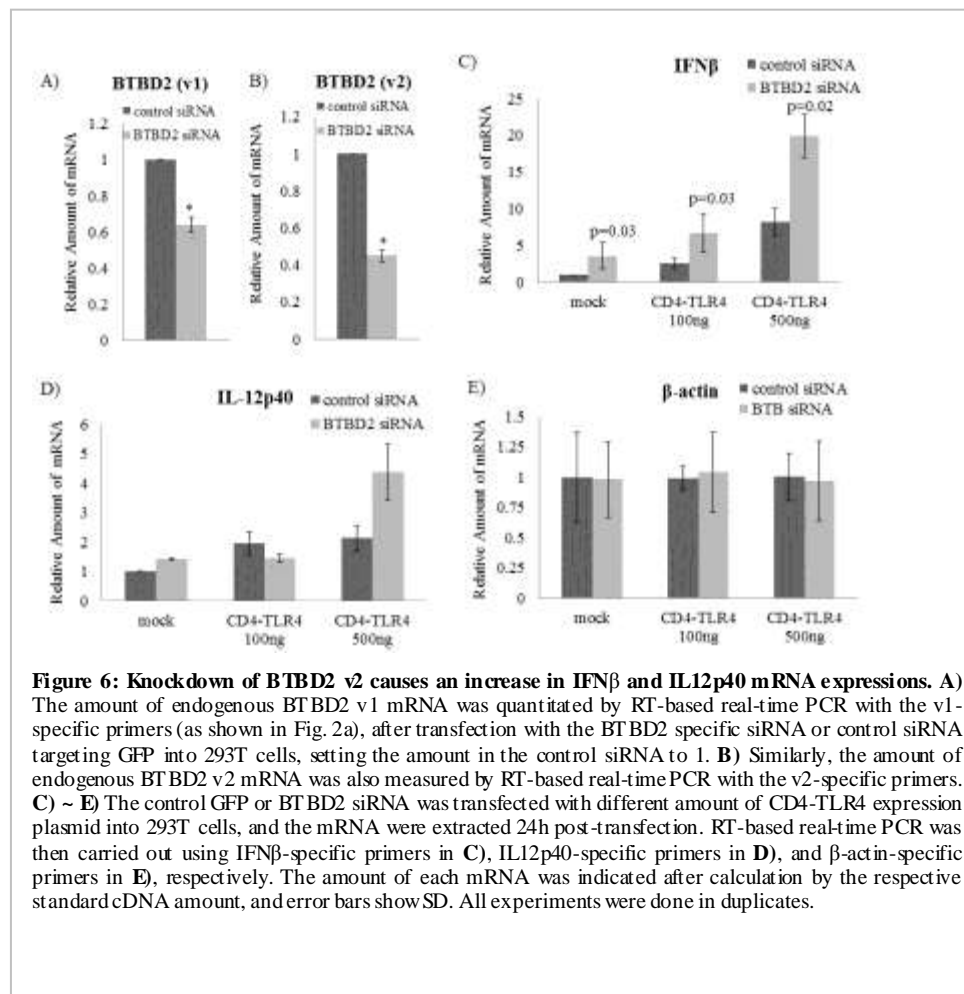 A)
BTBD2 (v1)
control siRNA
BTBD2 siRNA
Relative Amount of mRNA
1.2
1
0.8
0.6
0.4
0.2
0
*
B)
BTBD2 (v2)
control siRNA
BTBD2 siRNA
Relative Amount of mRNA
1.2
1
0.8
0.6
0.4
0.2
0
*
C)
IFNβ
control siRNA
BTBD2 siRNA
Relative Amount of mRNA
25
20
15
10
5
0
p=0.03
p=0.03
p=0.02
mock
CD4-TLR4
100ng
CD4-TLR4
500ng
D)
IL-12p40
control siRNA
BTBD2 siRNA
Relative Amount of mRNA
6
5
4
3
2
1
0
mock
CD4-TLR4
100ng
CD4-TLR4
500ng
E)
β-actin
control siRNA
BTB siRNA
Relative Amount of mRNA
1.5
1.25
1
0.75
0.5
0.25
0
mock
CD4-TLR4
100ng
CD4-TLR4
500ng
Figure 6: Knockdown of BTBD2 v2 causes an increase in IFNβ and IL12p40 mRNA expressions. A)
The amount of endogenous BTBD2 v1 mRNA was quantitated by RT-based real-time PCR with the v1-
specific primers (as shown in Fig. 2a), after transfection with the BTBD2 specific siRNA or control siRNA
targeting GFP into 293T cells, setting the amount in the control siRNA to 1. B) Similarly, the amount of
endogenous BTBD2 v2 mRNA was also measured by RT-based real-time PCR with the v2-specific primers.
C) ~ E) The control GFP or BTBD2 siRNA was transfected with different amount of CD4-TLR4 expression
plasmid into 293T cells, and the mRNA were extracted 24h post-transfection. RT-based real-time PCR was
then carried out using IFNβ-specific primers in C), IL12p40-specific primers in D), and β-actin-specific
primers in E), respectively. The amount of each mRNA was indicated after calculation by the respective
standard cDNA amount, and error bars show SD. All experiments were done in duplicates.